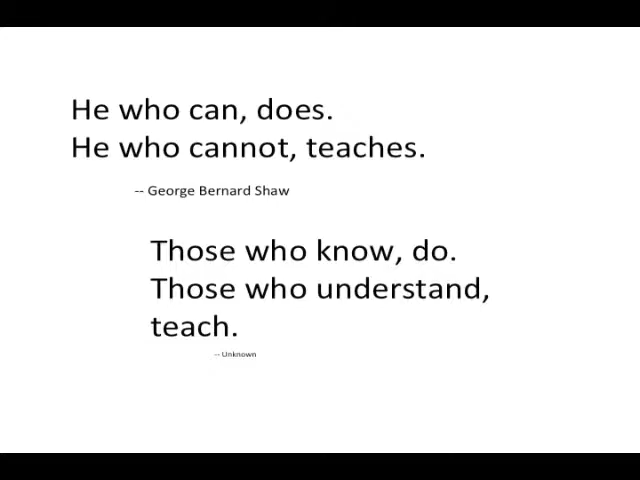 He who can, does.
He who cannot, teaches.
-- George Bernard Shaw
Those who know, do.
Those who understand,
teach.
-- Unknown